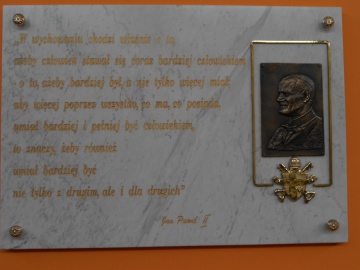 "W wychowaniu chodzi właśnie o to,
ażeby człowiek stawał się coraz bardziej człowiekiem,
o to, ażeby bardziej był, a nie tylko więcej miał;
aby więc poprzez wszystko, co ma, co posiada,
umiał bardziej i pełniej być człowiekiem,
to znaczy, żeby również
umiał bardziej być
nie tylko z drugim, ale i dla drugich"
Jan Paweł II